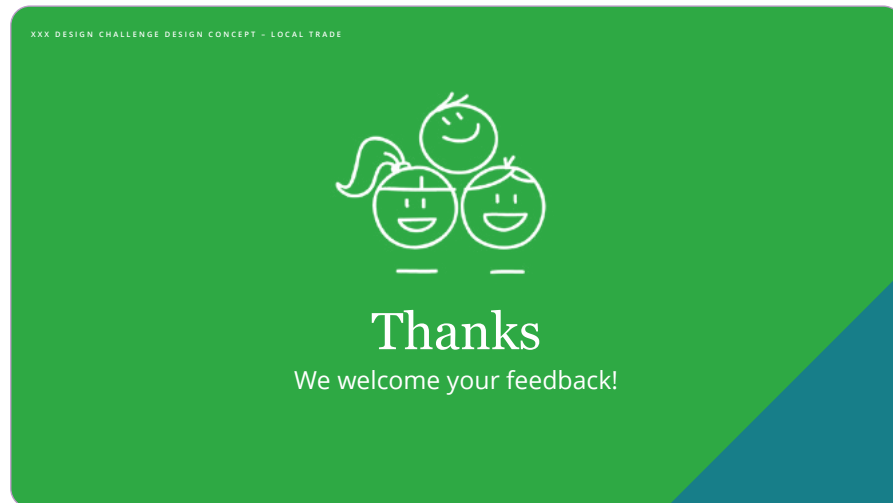 XXX DESIGN CHALLENGE DESIGN CONCEPT – LOCAL TRADE
Thanks
We welcome your feedback!